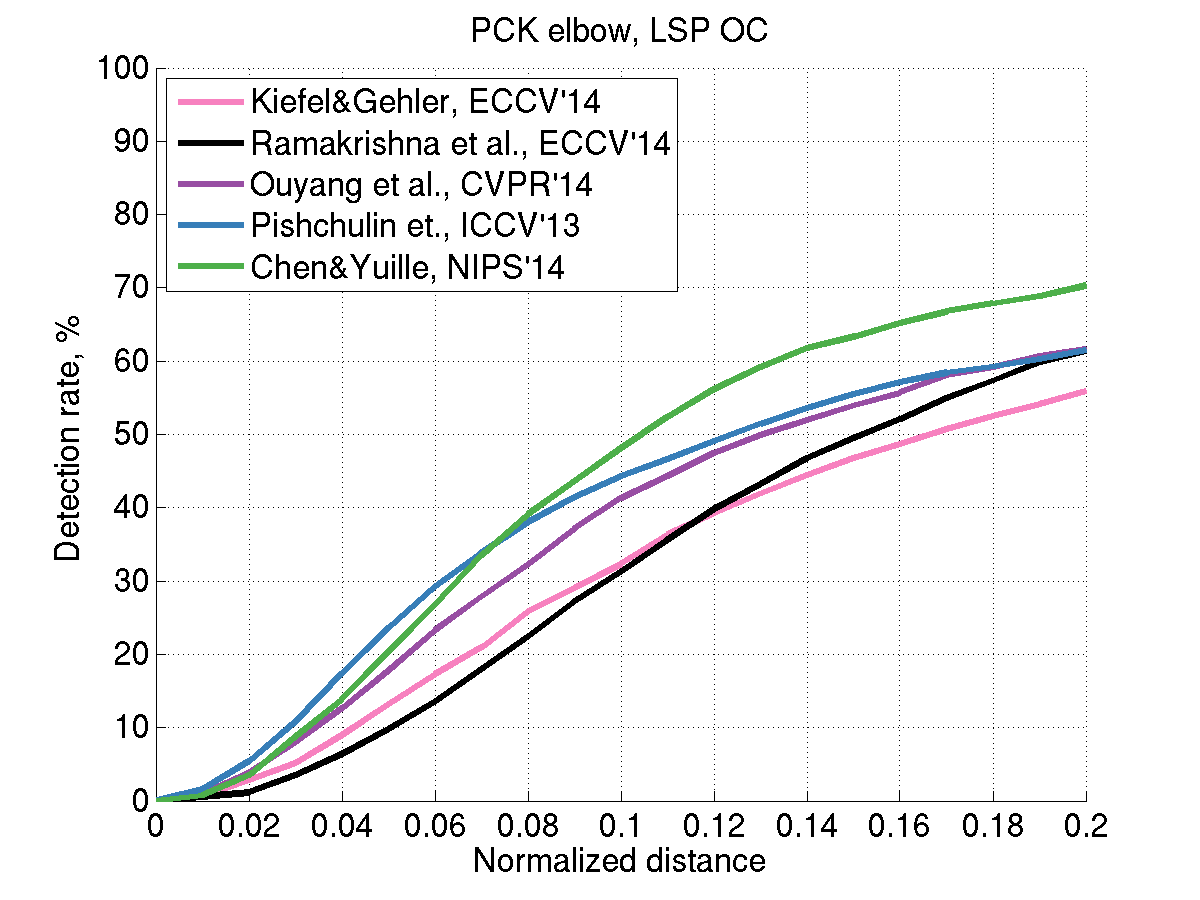 PCK elbow, LSP OC
100
90
80
70
60
50
40
30
20
10
0
Detection rate, %
Kiefel&Gehler, ECCV'14
Ramakrishna et al., ECCV'14
Ouyang et al., CVPR'14
Pishchulin et., ICCV'13
Chen&Yuille, NIPS'14
0 0.02 0.04 0.06 0.08 0.1 0.12 0.14 0.16 0.18 0.2
Normalized distance